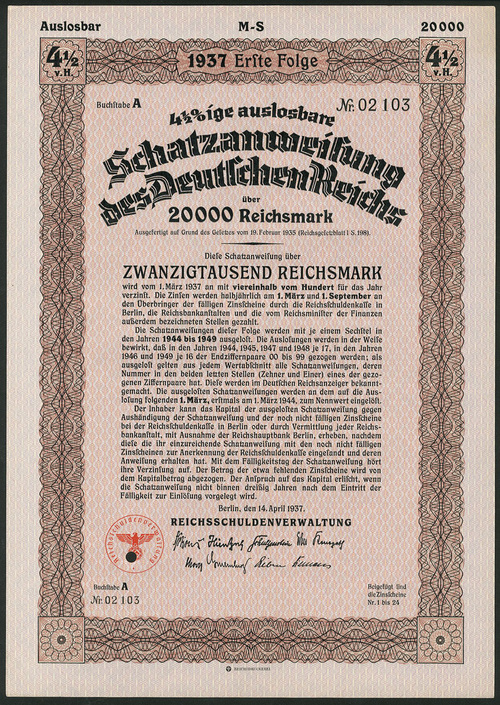 Auslosbar M-S 20000
4½ v.H. 1937 Erste Folge 4½ v.H.
Buchstabe A № 02 103
4½%ige auslosbare
Schatzanweisung
des Deutschen Reichs
über
20000 Reichsmark
Ausgefertigt auf Grund des Gesetzes vom 19. Februar 1935 (Reichsgesetzblatt I S. 198).
Diese Schatzanweisung über
ZWANZIGTAUSEND REICHSMARK
wird vom 1. März 1937 an mit viereinhalb vom Hundert für das Jahr
verzinst. Die Zinsen werden halbjährlich am 1. März und 1. September an
den Überbringer der fälligen Zinsscheine durch die Reichsschuldenkasse in
Berlin, die Reichsbankanstalten und die vom Reichsminister der Finanzen
außerdem bezeichneten Stellen gezahlt.
Die Schatzanweisungen dieser Folge werden mit je einem Sechstel in
den Jahren 1944 bis 1949 ausgelost. Die Auslosungen werden in der Weise
bewirkt, daß in den Jahren 1944, 1945, 1947 und 1948 je 17, in den Jahren
1946 und 1949 je 16 der Endziffernpaare 00 bis 99 gezogen werden; als
ausgelost gelten aus jedem Wertabschnitt alle Schatzanweisungen, deren
Nummer in den beiden letzten Stellen (Zehner und Einer) eines der gezo-
genen Ziffernpaare hat. Diese werden im Deutschen Reichsanzeiger bekannt-
gemacht. Die ausgelosten Schatzanweisungen werden an dem auf die Aus-
losung folgenden 1. März, erstmals am 1. März 1944, zum Nennwert eingelöst.
Der Inhaber kann das Kapital der ausgelosten Schatzanweisung gegen
Aushändigung der Schatzanweisung und der noch nicht fälligen Zinsscheine
bei der Reichsschuldenkasse in Berlin oder durch Vermittlung jeder Reichs-
bankanstalt, mit Ausnahme der Reichshauptbank Berlin, erheben, nachdem
diese die ihr einzureichende Schatzanweisung mit den noch nicht fälligen
Zinsscheinen zur Anerkennung der Reichsschuldenkasse eingesandt und deren
Anweisung erhalten hat. Mit dem Fälligkeitstag der Schatzanweisung hört
ihre Verzinsung auf. Der Betrag der etwa fehlenden Zinsscheine wird von
dem Kapitalbetrag abgezogen. Der Anspruch auf das Kapital erlischt, wenn
die Schatzanweisung nicht binnen dreißig Jahren nach dem Eintritt der
Fälligkeit zur Einlösung vorgelegt wird.
Berlin, den 14. April 1937.
REICHSSCHULDENVERWALTUNG
Reichsschuldenverwaltung
Buchstabe A
№ 02 103
Beigefügt sind
die Zinsscheine
Nr. 1 bis 24
REICHSDRUCKEREI